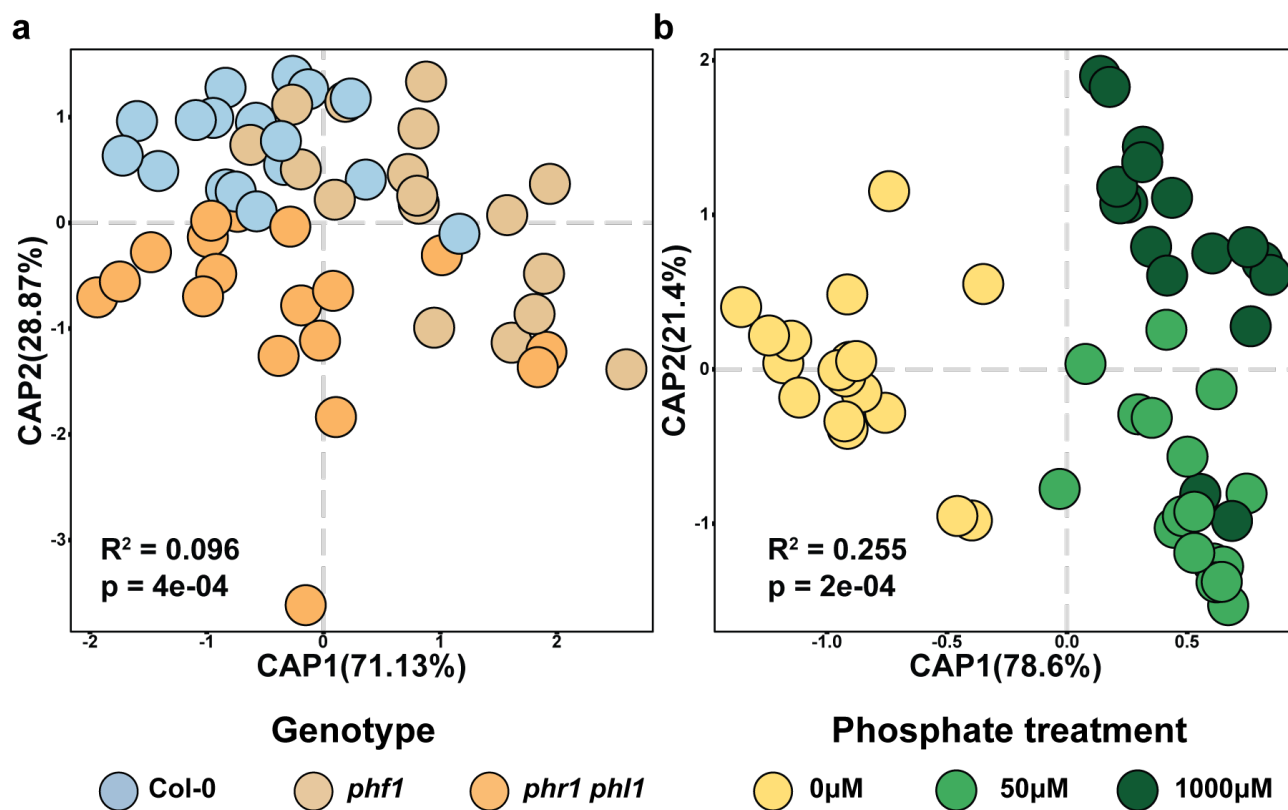 a
CAP2(28.87%)
1
0
-1
-2
-3
R² = 0.096
p = 4e-04
-2
-1
0
1
2
CAP1(71.13%)
Genotype
Col-0
phf1
phr1 phl1
b
CAP2(21.4%)
2
1
0
-1
R² = 0.255
p = 2e-04
-1.0
-0.5
0.0
0.5
CAP1(78.6%)
Phosphate treatment
0µM
50µM
1000µM